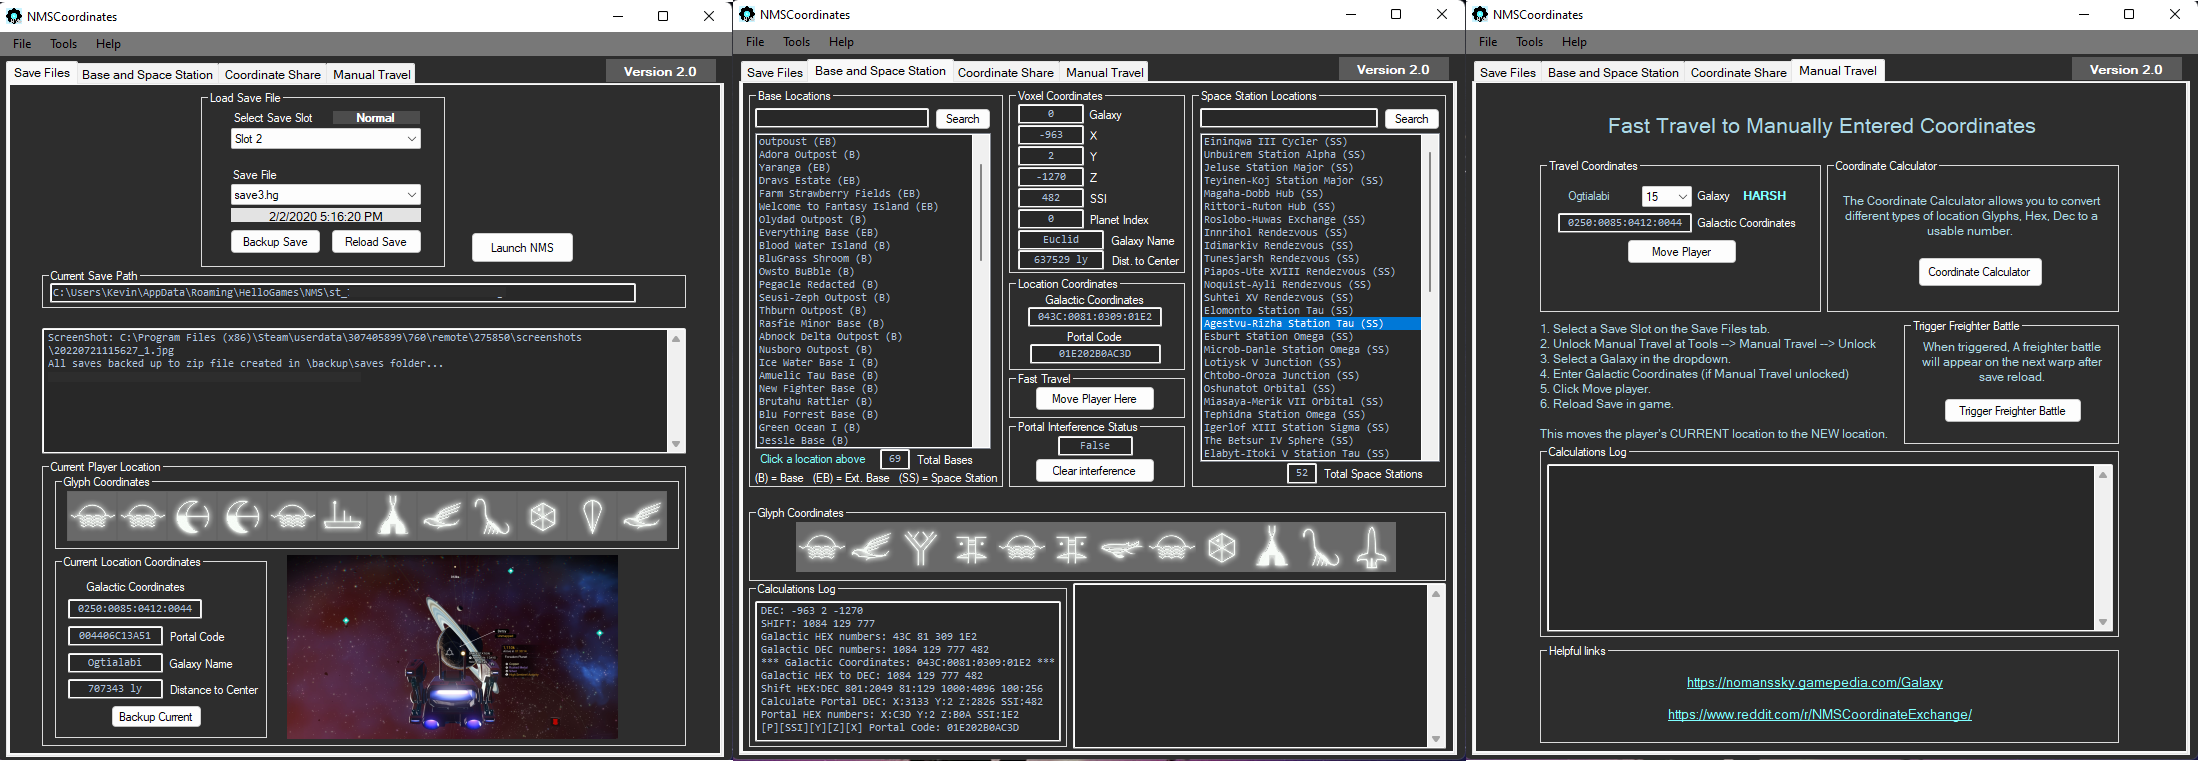 NMSCoordinates
File Tools Help
Save Files Base and Space Station Coordinate Share Manual Travel
Version 2.0
Load Save File
Select Save Slot Normal
Slot 2
Save File
save3.hg
2/2/2020 5:16:20 PM
Backup Save Reload Save
Launch NMS
Current Save Path
C:\Users\Kevin\AppData\Roaming\HelloGames\NMS\st_
ScreenShot: C:\Program Files (x86)\Steam\userdata\307405899\760\remote\275850\screenshots
\20220721115627_1.jpg
All saves backed up to zip file created in \backup\saves folder...
Current Player Location
Glyph Coordinates
Current Location Coordinates
Galactic Coordinates
0250:0085:0412:0044
004406C13A51 Portal Code
Ogtialabi Galaxy Name
707343 ly Distance to Center
Backup Current
NMSCoordinates
File Tools Help
Save Files Base and Space Station Coordinate Share Manual Travel
Version 2.0
Base Locations
Search
outpoust (EB)
Adora Outpost (B)
Yaranga (EB)
Dravs Estate (EB)
Farm Strawberry Fields (EB)
Welcome to Fantasy Island (EB)
Olydad Outpost (B)
Everything Base (EB)
Blood Water Island (B)
BluGrass Shroom (B)
Owsto BuBble (B)
Pegacle Redacted (B)
Seusi-Zeph Outpost (B)
Thburn Outpost (B)
Rasfie Minor Base (B)
Abnock Delta Outpost (B)
Nusboro Outpost (B)
Ice Water Base I (B)
Amuelic Tau Base (B)
New Fighter Base (B)
Brutahu Rattler (B)
Blu Forrest Base (B)
Green Ocean I (B)
Jessle Base (B)
Click a location above 69 Total Bases
(B) = Base (EB) = Ext. Base (SS) = Space Station
Voxel Coordinates
0 Galaxy
-963 X
2 Y
-1270 Z
482 SSI
0 Planet Index
Euclid Galaxy Name
637529 ly Dist. to Center
Location Coordinates
Galactic Coordinates
043C:0081:0309:01E2
Portal Code
01E202B0AC3D
Fast Travel
Move Player Here
Portal Interference Status
False
Clear interference
Space Station Locations
Search
Eininqwa III Cycler (SS)
Unbuirem Station Alpha (SS)
Jeluse Station Major (SS)
Teyinen-Koj Station Major (SS)
Magaha-Dobb Hub (SS)
Rittori-Ruton Hub (SS)
Roslobo-Huwas Exchange (SS)
Innrihol Rendezvous (SS)
Idimarkiv Rendezvous (SS)
Tunesjarsh Rendezvous (SS)
Piapos-Ute XVIII Rendezvous (SS)
Noquist-Ayli Rendezvous (SS)
Suhtei XV Rendezvous (SS)
Elomonto Station Tau (SS)
Agestvu-Rizha Station Tau (SS)
Esburt Station Omega (SS)
Microb-Danle Station Omega (SS)
Lotiysk V Junction (SS)
Chtobo-Oroza Junction (SS)
Oshunatot Orbital (SS)
Miasaya-Merik VII Orbital (SS)
Tephidna Station Omega (SS)
Igerlof XIII Station Sigma (SS)
The Betsur IV Sphere (SS)
Elabyt-Itoki V Station Tau (SS)
52 Total Space Stations
Glyph Coordinates
Calculations Log
DEC: -963 2 -1270
SHIFT: 1084 129 777
Galactic HEX numbers: 43C 81 309 1E2
Galactic DEC numbers: 1084 129 777 482
*** Galactic Coordinates: 043C:0081:0309:01E2 ***
Galactic HEX to DEC: 1084 129 777 482
Shift HEX:DEC 801:2049 81:129 1000:4096 100:256
Calculate Portal DEC: X:3133 Y:2 Z:2826 SSI:482
Portal HEX numbers: X:C3D Y:2 Z:B0A SSI:1E2
[P][SSI][Y][Z][X] Portal Code: 01E202B0AC3D
NMSCoordinates
File Tools Help
Save Files Base and Space Station Coordinate Share Manual Travel
Version 2.0
Fast Travel to Manually Entered Coordinates
Travel Coordinates
Ogtialabi 15 Galaxy HARSH
0250:0085:0412:0044 Galactic Coordinates
Move Player
Coordinate Calculator
The Coordinate Calculator allows you to convert
different types of location Glyphs, Hex, Dec to a
usable number.
Coordinate Calculator
1. Select a Save Slot on the Save Files tab.
2. Unlock Manual Travel at Tools --> Manual Travel --> Unlock
3. Select a Galaxy in the dropdown.
4. Enter Galactic Coordinates (if Manual Travel unlocked)
5. Click Move player.
6. Reload Save in game.
This moves the player's CURRENT location to the NEW location.
Trigger Freighter Battle
When triggered, A freighter battle
will appear on the next warp after
save reload.
Trigger Freighter Battle
Calculations Log
Helpful links
https://nomanssky.gamepedia.com/Galaxy
https://www.reddit.com/r/NMSCoordinateExchange/